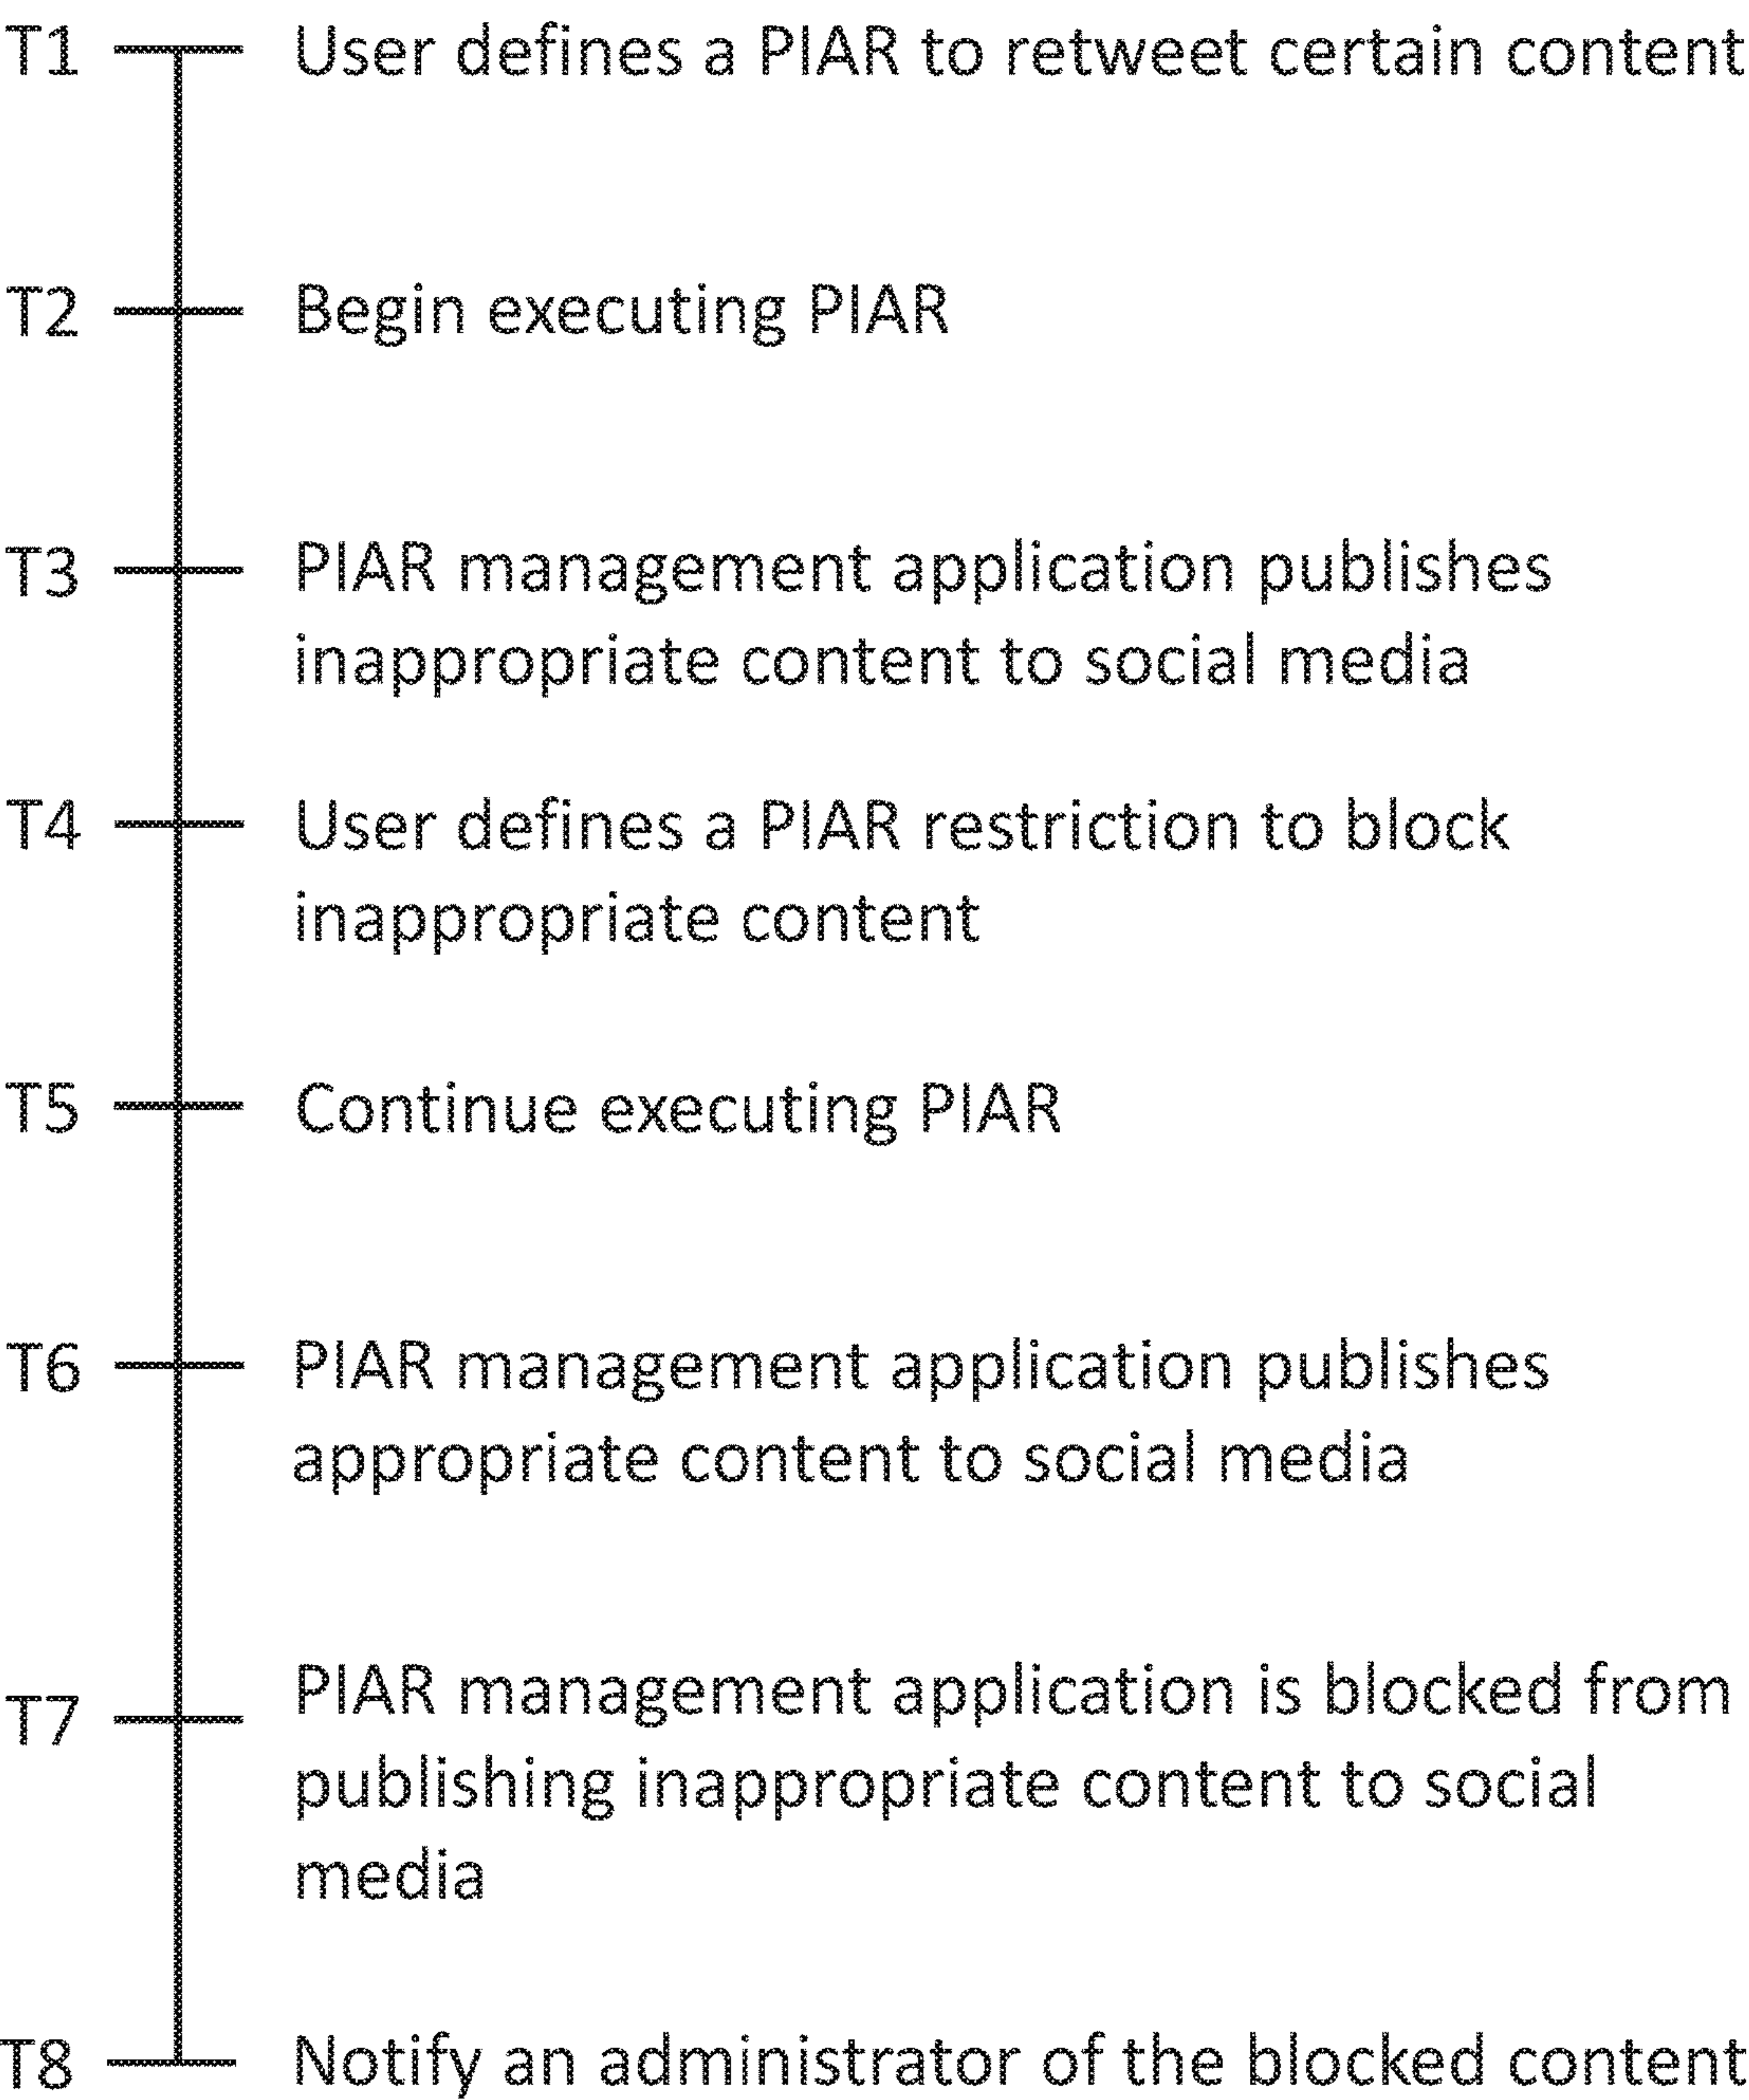 T1 User defines a PIAR to retweet certain content
T2 Begin executing PIAR
T3 PIAR management application publishes
inappropriate content to social media
T4 User defines a PIAR restriction to block
inappropriate content
T5 Continue executing PIAR
T6 PIAR management application publishes
appropriate content to social media
T7 PIAR management application is blocked from
publishing inappropriate content to social
media
T8 Notify an administrator of the blocked content